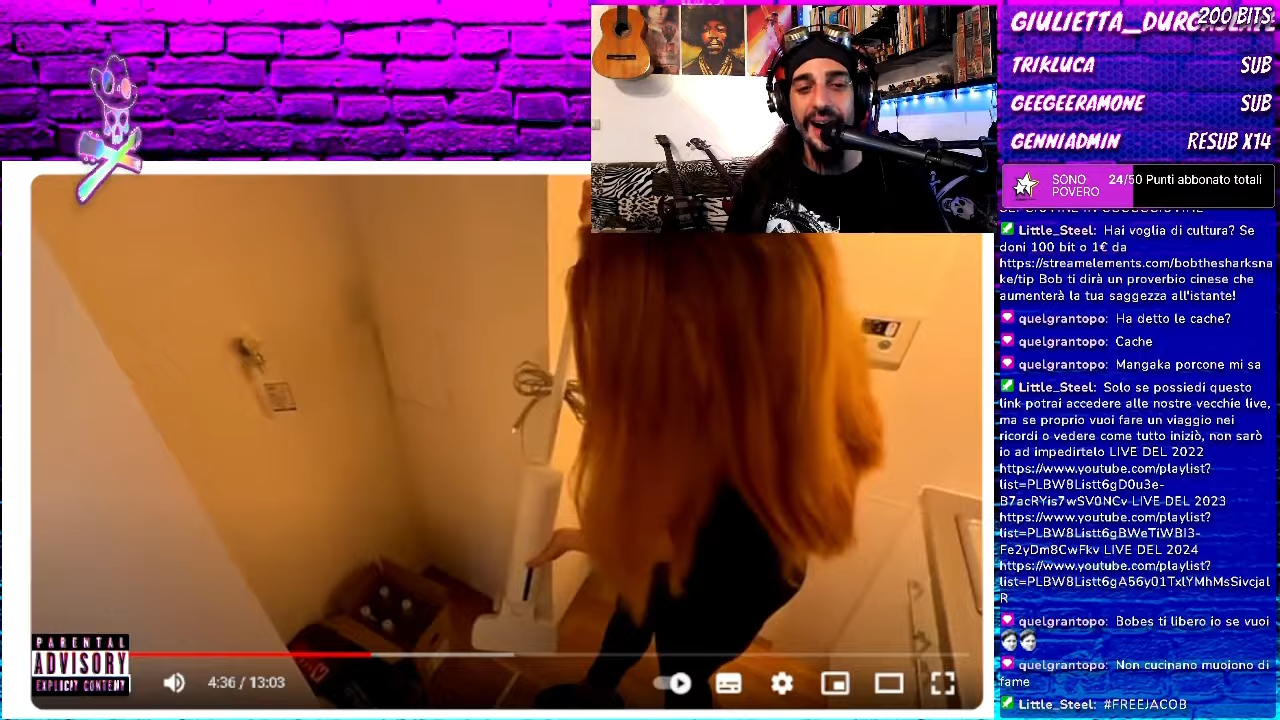 200 BITS
TRIKLUCA SUB
GEEGEERAMONE SUB
GENNIADMIN RESUB X14
SONO POVERO 24/50 Punti abbonato totali
Little_Steel: Hai voglia di cultura? Se
doni 100 bit o 1€ da
https://streamelements.com/bobthesharksna
ke/tip Bob ti dirà un proverbio cinese che
aumenterà la tua saggezza all'istante!
quelgrantopo: Ha detto le cache?
quelgrantopo: Cache
quelgrantopo: Mangaka porcone mi sa
Little_Steel: Solo se possiedi questo
link potrai accedere alle nostre vecchie live,
ma se proprio vuoi fare un viaggio nei
ricordi o vedere come tutto iniziò, non sarò
io ad impedirtelo LIVE DEL 2022
https://www.youtube.com/playlist?
list=PLBW8Listt6gD0u3e-
B7acRYis7wSV0NCv LIVE DEL 2023
https://www.youtube.com/playlist?
list=PLBW8Listt6gBWeTiWBI3-
Fe2yDm8CwFkv LIVE DEL 2024
https://www.youtube.com/playlist?
list=PLBW8Listt6gA56y01TxlYMhMsSivcjal
R
quelgrantopo: Bobes ti libero io se vuoi
quelgrantopo: Non cucinano muoiono di
fame
Little_Steel: #FREEJACOB
PARENTAL
ADVISORY
EXPLICIT CONTENT
4:36 / 13:03